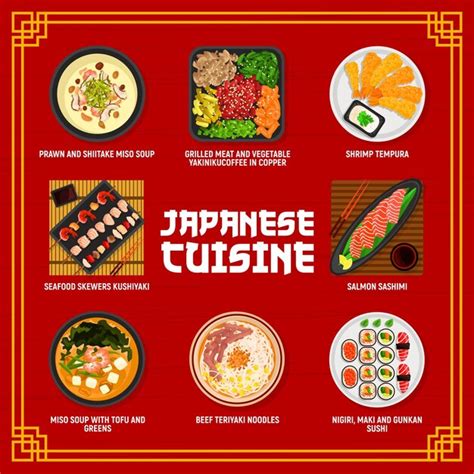 PRAWN AND SHIITAKE MISO SOUP
GRILLED MEAT AND VEGETABLE
YAKINIKUCOFFEE IN COPPER
SHRIMP TEMPURA
SEAFOOD SKEWERS KUSHIYAKI
JAPANESE
CUISINE
SALMON SASHIMI
MISO SOUP WITH TOFU AND
GREENS
BEEF TERIYAKI NOODLES
NIGIRI, MAKI AND GUNKAN
SUSHI